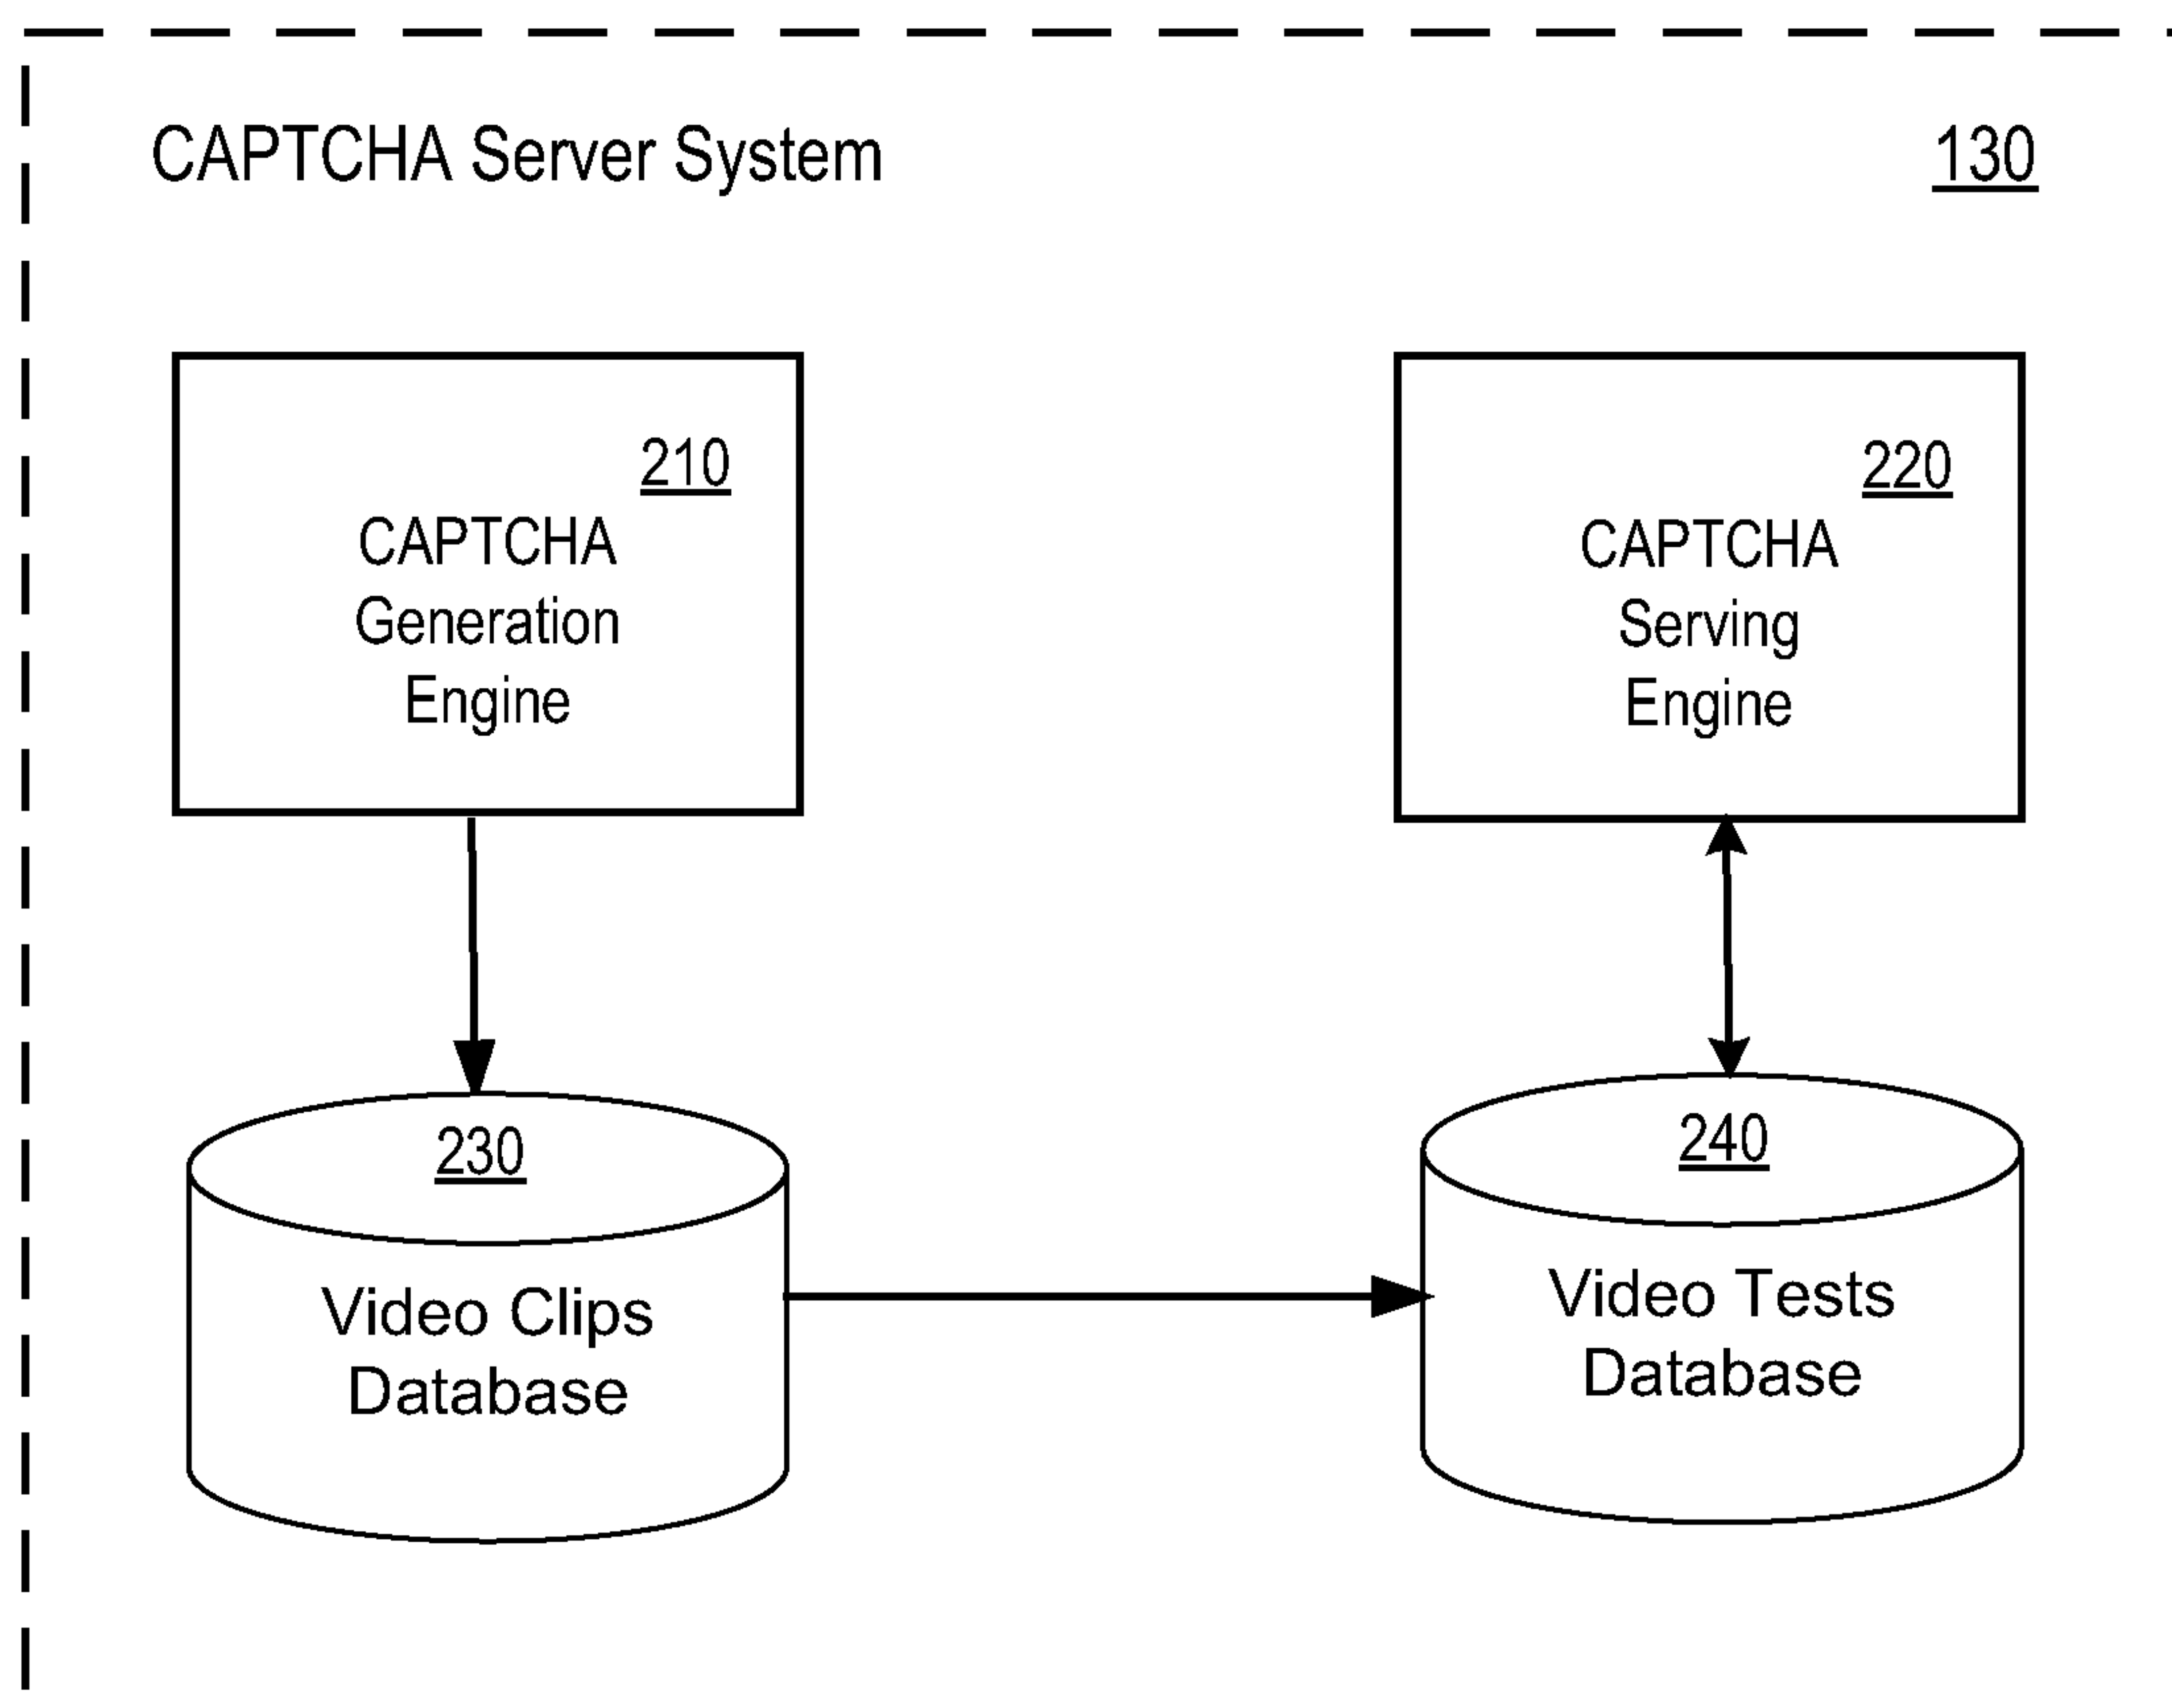 CAPTCHA Server System
130
210
CAPTCHA
Generation
Engine
220
CAPTCHA
Serving
Engine
230
Video Clips
Database
240
Video Tests
Database